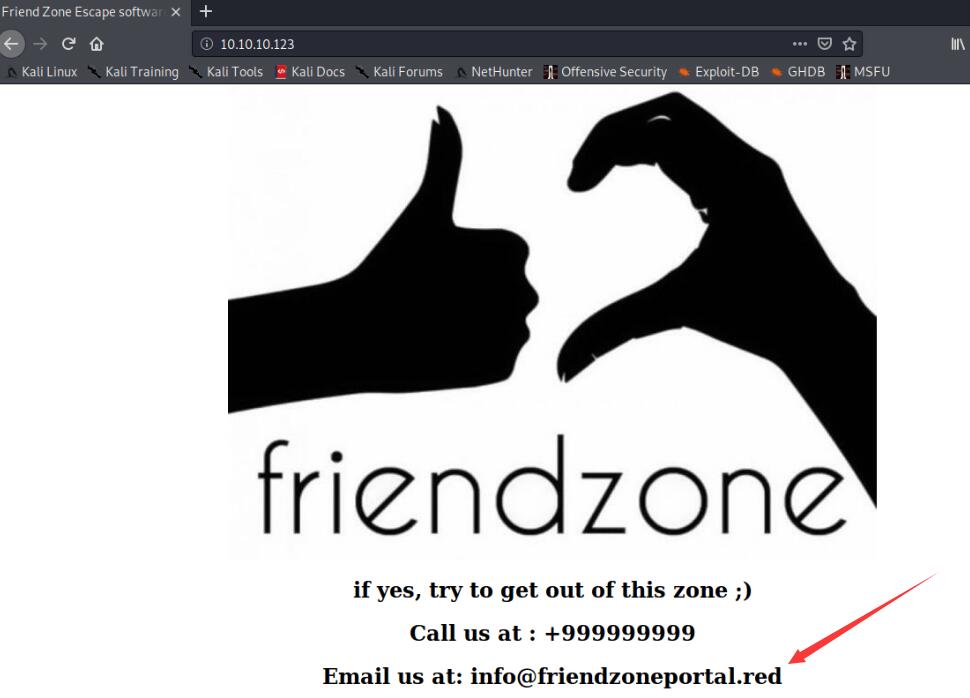 Friend Zone Escape softwar
10.10.10.123
Kali Linux Kali Training Kali Tools Kali Docs Kali Forums NetHunter Offensive Security Exploit-DB GHDB MSFU
friendzone
if yes, try to get out of this zone ;)
Call us at : +999999999
Email us at: info@friendzoneportal.red